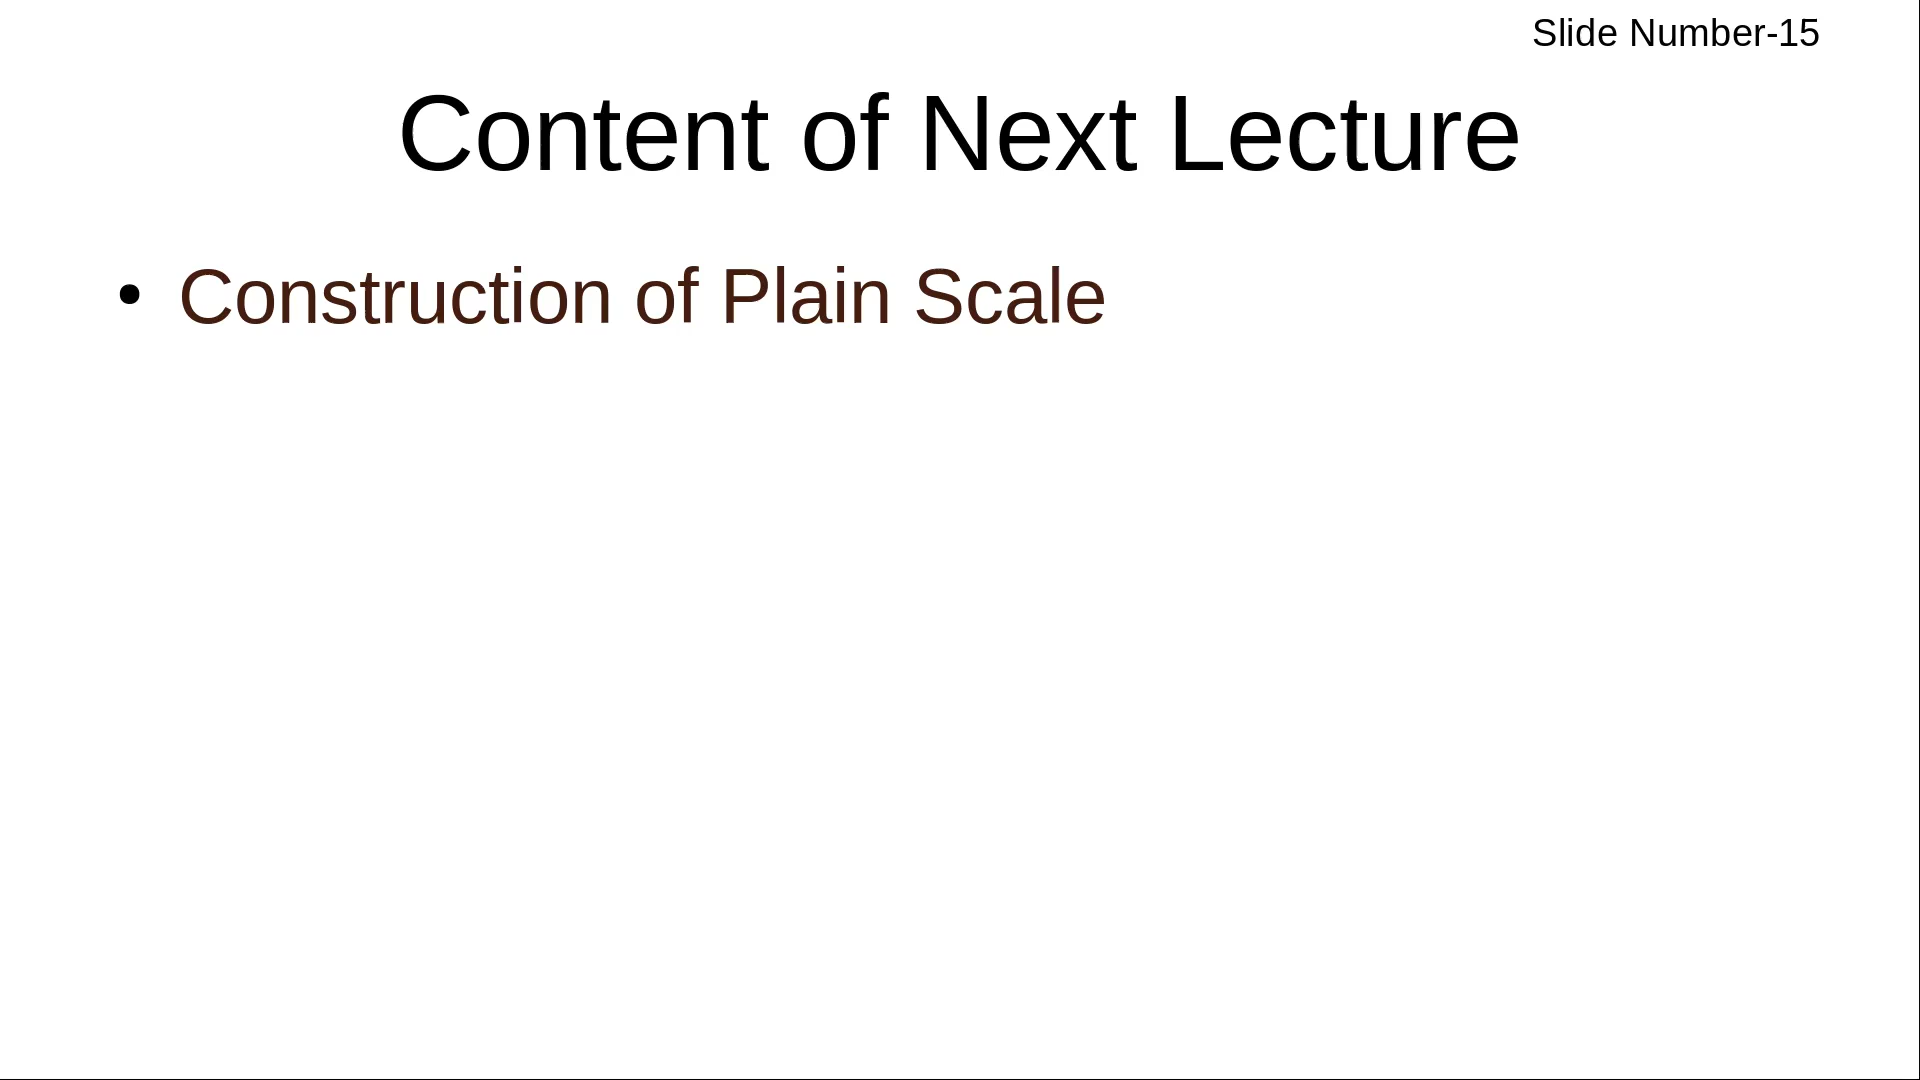 Slide Number-15
Content of Next Lecture
• Construction of Plain Scale